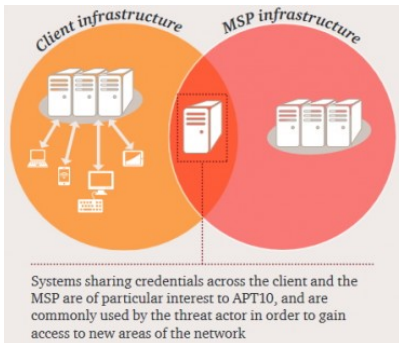 Client infrastructure
MSP infrastructure
Systems sharing credentials across the client and the
MSP are of particular interest to APT10, and are
commonly used by the threat actor in order to gain
access to new areas of the network